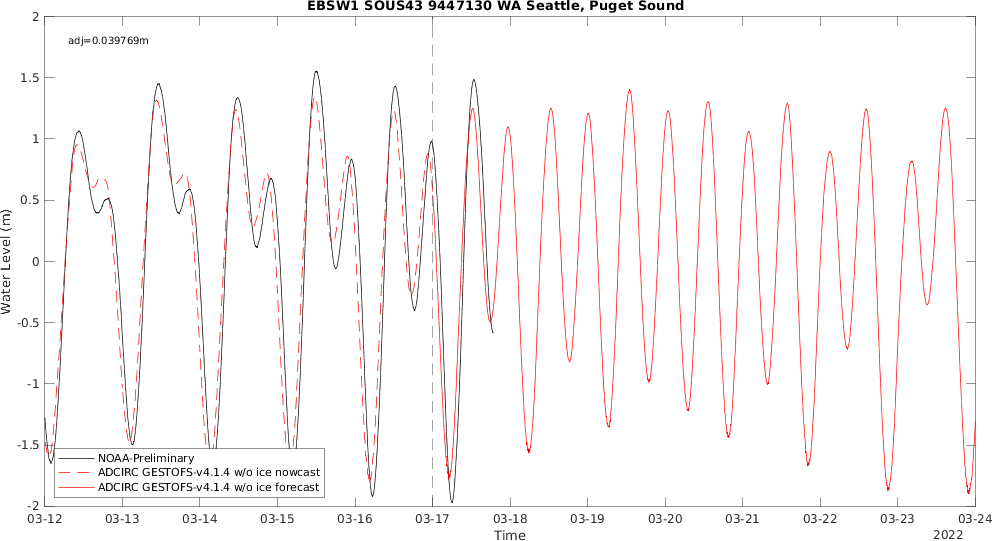 EBSW1 SOUS43 9447130 WA Seattle, Puget Sound
adj=0.039769m
2
1.5
1
0.5
0
-0.5
-1
-1.5
-2
Water Level (m)
NOAA-Preliminary
ADCIRC GESTOFS-v4.1.4 w/o ice nowcast
ADCIRC GESTOFS-v4.1.4 w/o ice forecast
03-12 03-13 03-14 03-15 03-16 03-17 03-18 03-19 03-20 03-21 03-22 03-23 03-24
Time
2022